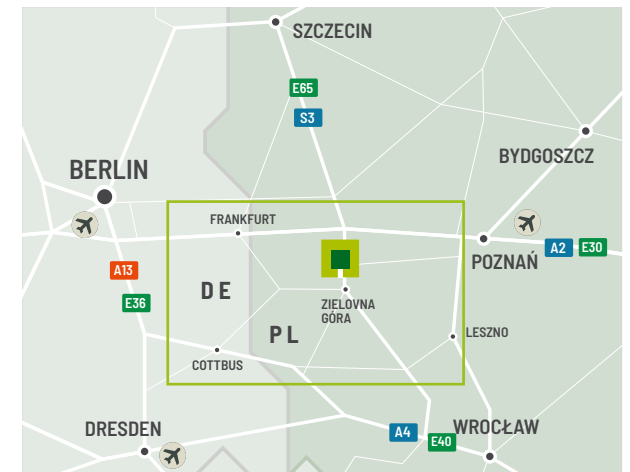 SZCZECIN
E65
S3
BYDGOSZCZ
BERLIN
FRANKFURT
A2 E30
POZNAŃ
A13
DE
E36
ZIELOVNA
GÓRA
PL
LESZNO
COTTBUS
DRESDEN
A4
E40
WROCŁAW